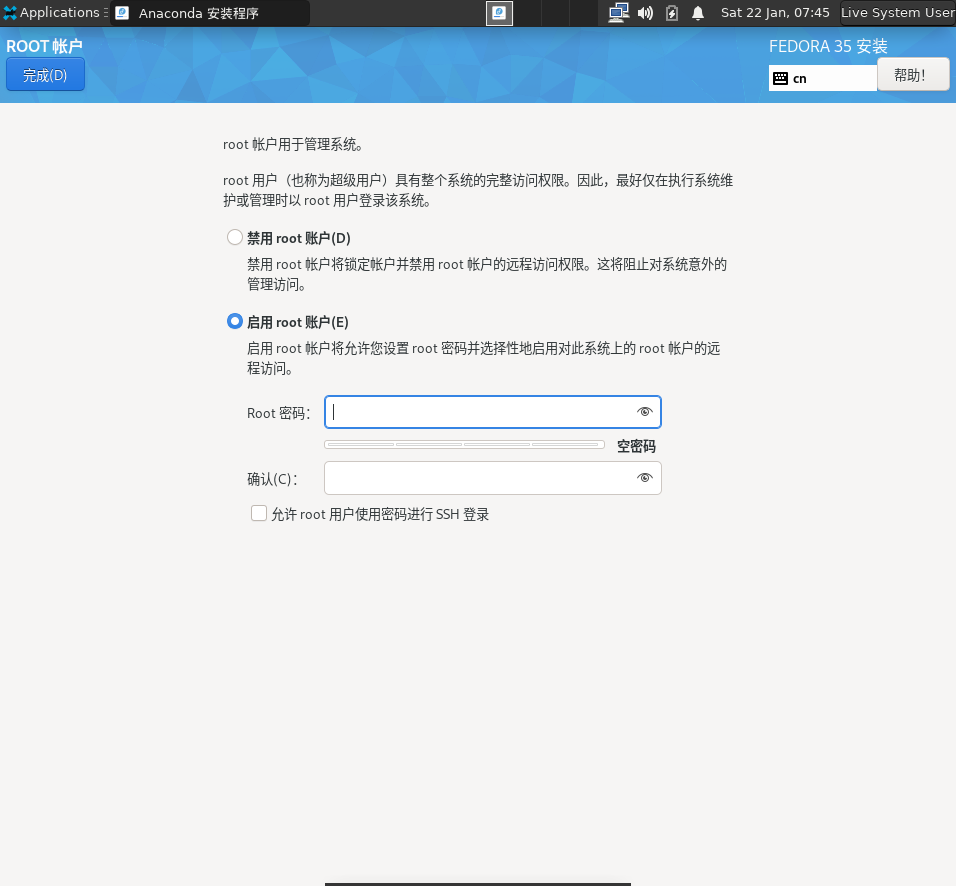 Applications
Anaconda 安装程序
Sat 22 Jan, 07:45
Live System User
ROOT 帐户
FEDORA 35 安装
完成(D)
cn
帮助!
root 帐户用于管理系统。
root 用户（也称为超级用户）具有整个系统的完整访问权限。因此，最好仅在执行系统维
护或管理时以 root 用户登录该系统。
禁用 root 账户(D)
禁用 root 帐户将锁定帐户并禁用 root 帐户的远程访问权限。这将阻止对系统意外的
管理访问。
启用 root 账户(E)
启用 root 帐户将允许您设置 root 密码并选择性地启用对此系统上的 root 帐户的远
程访问。
Root 密码：
空密码
确认(C)：
允许 root 用户使用密码进行 SSH 登录